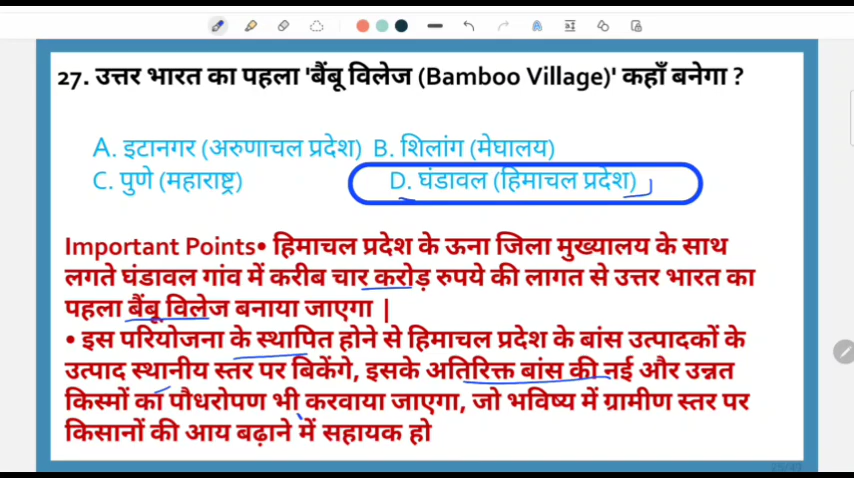 27. उत्तर भारत का पहला 'बैंबू विलेज (Bamboo Village)' कहाँ बनेगा ?
A. इटानगर (अरुणाचल प्रदेश) B. शिलांग (मेघालय)
C. पुणे (महाराष्ट्र) D. घंडावल (हिमाचल प्रदेश)
Important Points• हिमाचल प्रदेश के ऊना जिला मुख्यालय के साथ
लगते घंडावल गांव में करीब चार करोड़ रुपये की लागत से उत्तर भारत का
पहला बैंबू विलेज बनाया जाएगा |
• इस परियोजना के स्थापित होने से हिमाचल प्रदेश के बांस उत्पादकों के
उत्पाद स्थानीय स्तर पर बिकेंगे, इसके अतिरिक्त बांस की नई और उन्नत
किस्मों का पौधरोपण भी करवाया जाएगा, जो भविष्य में ग्रामीण स्तर पर
किसानों की आय बढ़ाने में सहायक हो